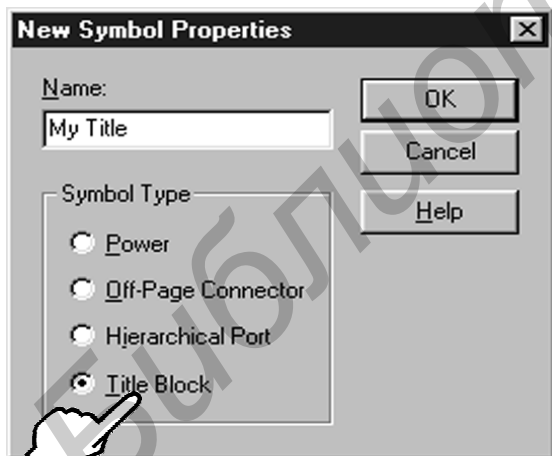 New Symbol Properties
Name:
My Title
OK
Cancel
Help
Symbol Type
Power
Off-Page Connector
Hierarchical Port
Title Block
Библиот